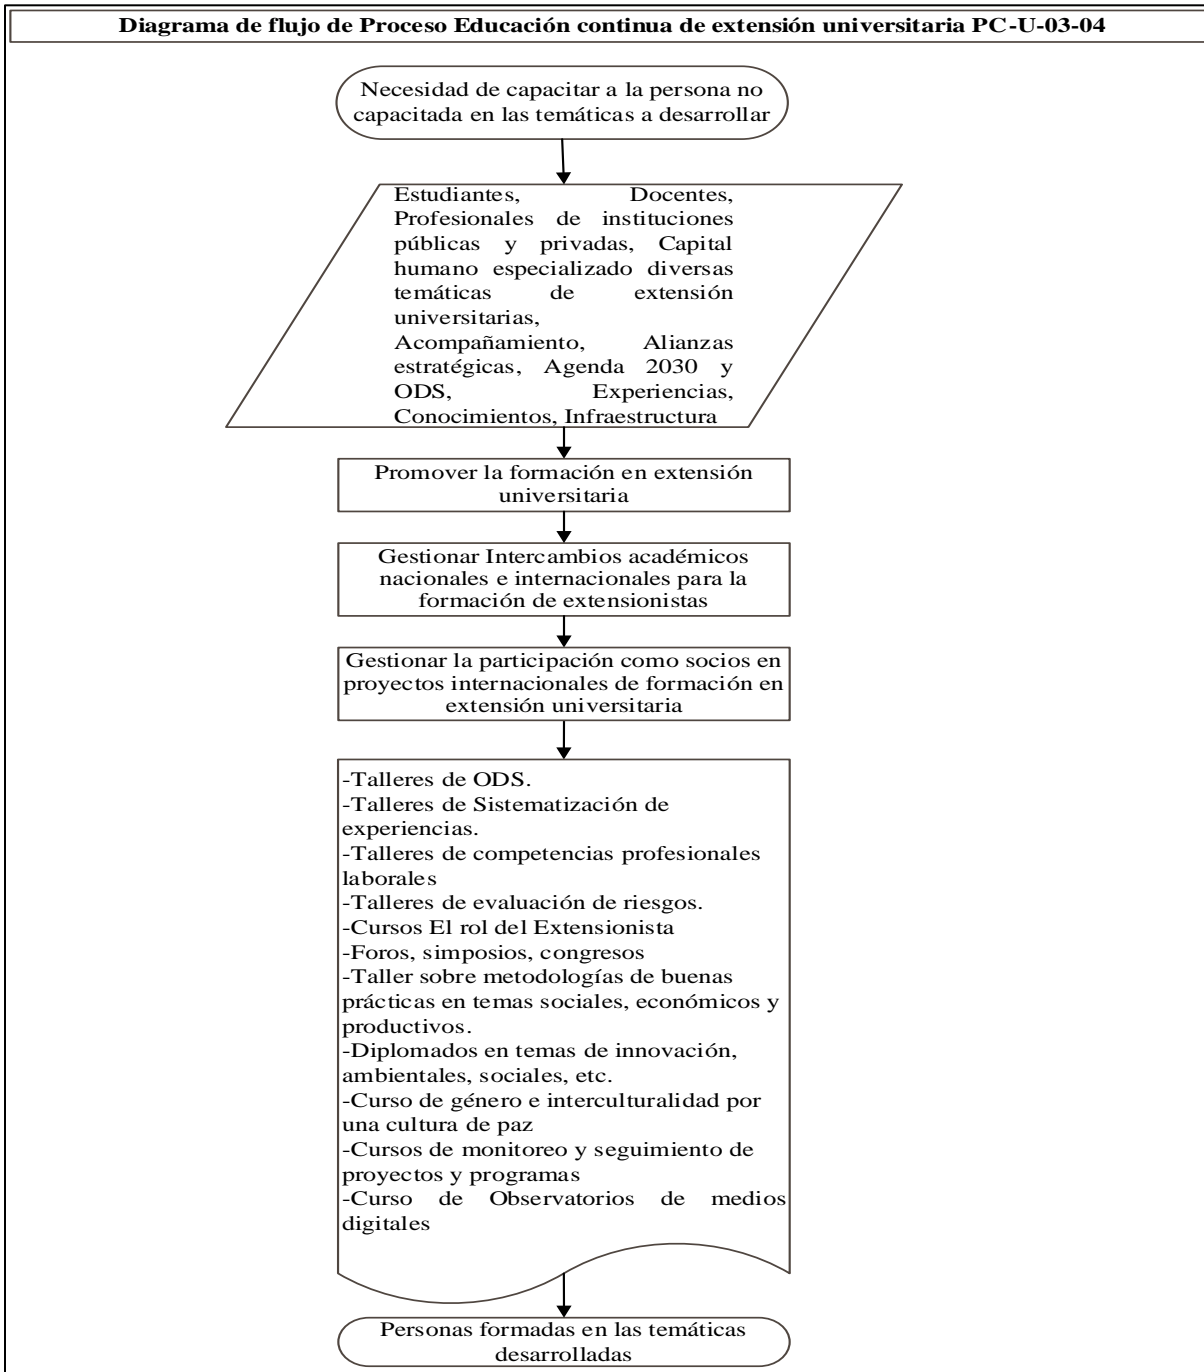 Diagrama de flujo de Proceso Educación continua de extensión universitaria PC-U-03-04
Necesidad de capacitar a la persona no
capacitada en las temáticas a desarrollar
Estudiantes, Docentes,
Profesionales de instituciones
públicas y privadas, Capital
humano especializado diversas
temáticas de extensión
universitarias,
Acompañamiento, Alianzas
estratégicas, Agenda 2030 y
ODS, Experiencias,
Conocimientos, Infraestructura
Promover la formación en extensión
universitaria
Gestionar Intercambios académicos
nacionales e internacionales para la
formación de extensionistas
Gestionar la participación como socios en
proyectos internacionales de formación en
extensión universitaria
-Talleres de ODS.
-Talleres de Sistematización de
experiencias.
-Talleres de competencias profesionales
laborales
-Talleres de evaluación de riesgos.
-Cursos El rol del Extensionista
-Foros, simposios, congresos
-Taller sobre metodologías de buenas
prácticas en temas sociales, económicos y
productivos.
-Diplomados en temas de innovación,
ambientales, sociales, etc.
-Curso de género e interculturalidad por
una cultura de paz
-Cursos de monitoreo y seguimiento de
proyectos y programas
-Curso de Observatorios de medios
digitales
Personas formadas en las temáticas
desarrolladas